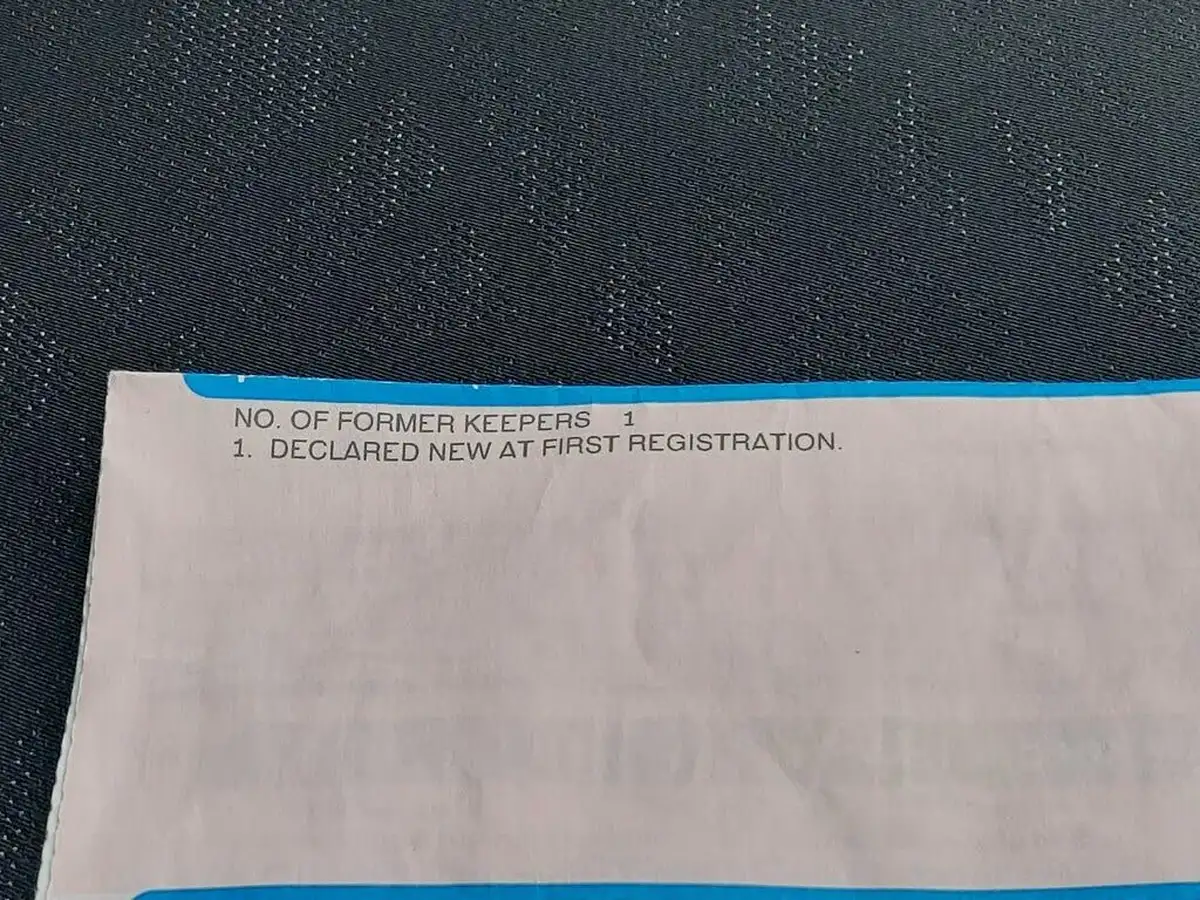 NO. OF FORMER KEEPERS 1
1. DECLARED NEW AT FIRST REGISTRATION.